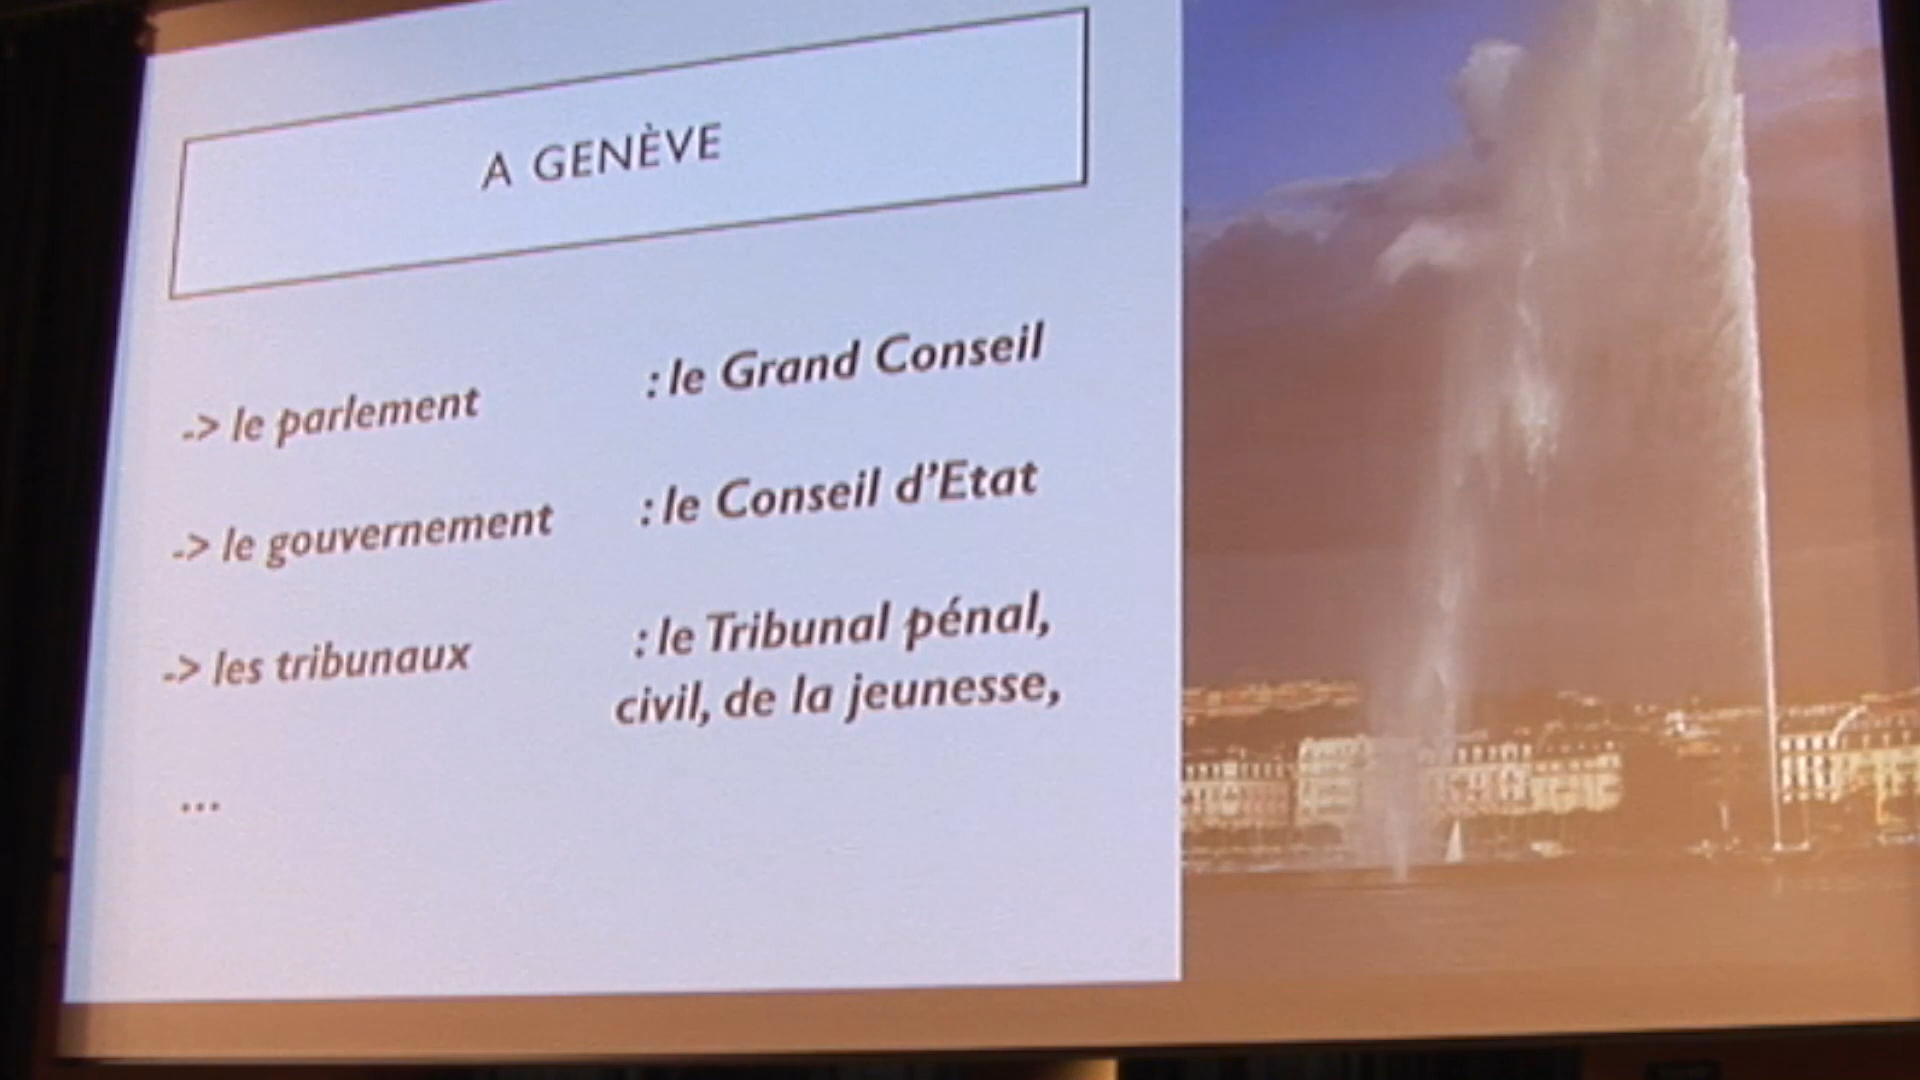 A GENÈVE
-> le parlement : le Grand Conseil
-> le gouvernement : le Conseil d'Etat
-> les tribunaux : le Tribunal pénal,
civil, de la jeunesse,
...